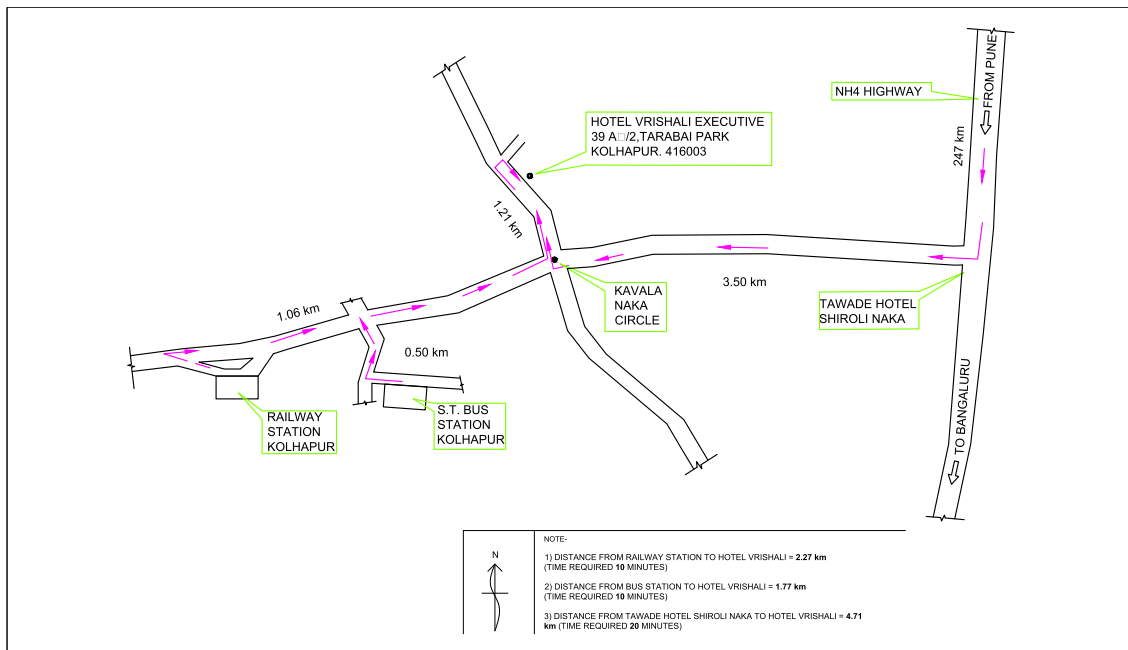 FROM PUNE
NH4 HIGHWAY
247 km
HOTEL VRISHALI EXECUTIVE
39 A□/2,TARABAI PARK
KOLHAPUR. 416003
1.21 km
3.50 km
KAVALA
NAKA
CIRCLE
TAWADE HOTEL
SHIROLI NAKA
1.06 km
0.50 km
RAILWAY
STATION
KOLHAPUR
S.T. BUS
STATION
KOLHAPUR
TO BANGALURU
N
NOTE-
1) DISTANCE FROM RAILWAY STATION TO HOTEL VRISHALI = 2.27 km
(TIME REQUIRED 10 MINUTES)
2) DISTANCE FROM BUS STATION TO HOTEL VRISHALI = 1.77 km
(TIME REQUIRED 10 MINUTES)
3) DISTANCE FROM TAWADE HOTEL SHIROLI NAKA TO HOTEL VRISHALI = 4.71
km (TIME REQUIRED 20 MINUTES)